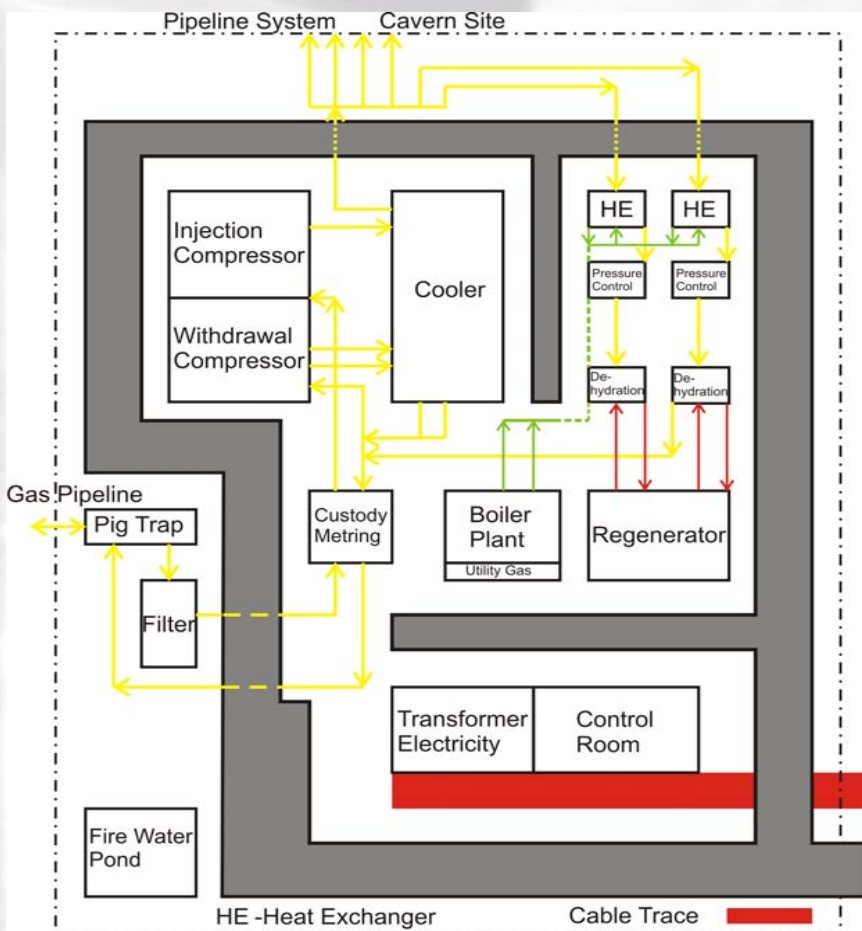 Pipeline System Cavern Site
HE HE
Injection
Compressor
Cooler
Pressure
Control
Pressure
Control
Withdrawal
Compressor
De-
hydration
De-
hydration
Gas Pipeline
Pig Trap
Custody
Metring
Boiler
Plant
Utility Gas
Regenerator
Filter
Transformer
Electricity
Control
Room
Fire Water
Pond
HE -Heat Exchanger
Cable Trace